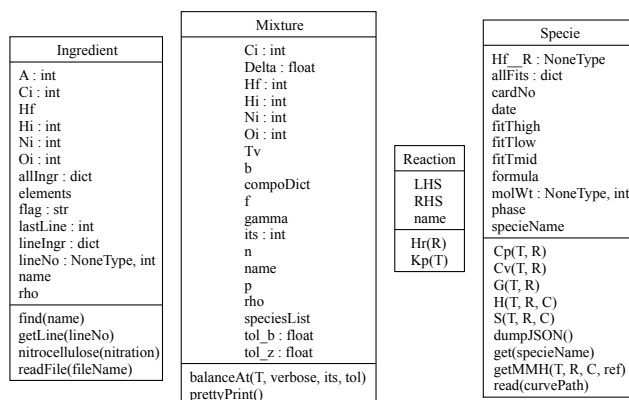 Ingredient
A : int
Ci : int
Hf
Hi : int
Ni : int
Oi : int
allIngr : dict
elements
flag : str
lastLine : int
lineIngr : dict
lineNo : NoneType, int
name
rho
find(name)
getLine(lineNo)
nitrocellulose(nitration)
readFile(fileName)
Mixture
Ci : int
Delta : float
Hf : int
Hi : int
Ni : int
Oi : int
Tv
b
compoDict
f
gamma
its : int
n
name
p
rho
speciesList
tol_b : float
tol_z : float
balanceAt(T, verbose, its, tol)
prettyPrint()
Reaction
LHS
RHS
name
Hr(R)
Kp(T)
Specie
Hf__R : NoneType
allFits : dict
cardNo
date
fitThigh
fitTlow
fitTmid
formula
molWt : NoneType, int
phase
specieName
Cp(T, R)
Cv(T, R)
G(T, R)
H(T, R, C)
S(T, R, C)
dumpJSON()
get(specieName)
getMMH(T, R, C, ref)
read(curvePath)